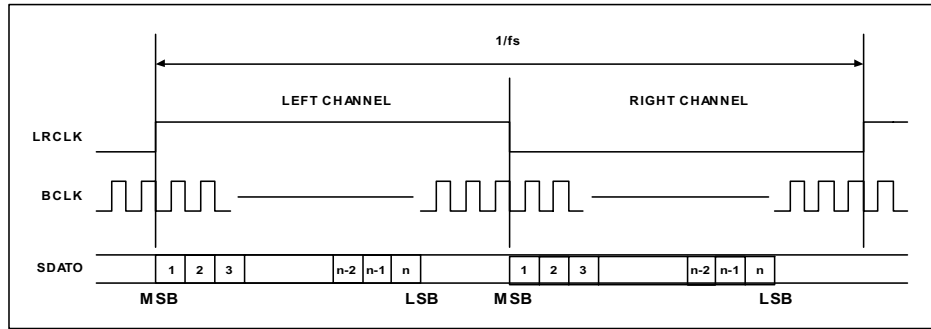 1/fs
LEFT CHANNEL RIGHT CHANNEL
LRCLK
BCLK
SDATO 1 2 3 n-2 n-1 n 1 2 3 n-2 n-1 n
MSB LSB MSB LSB